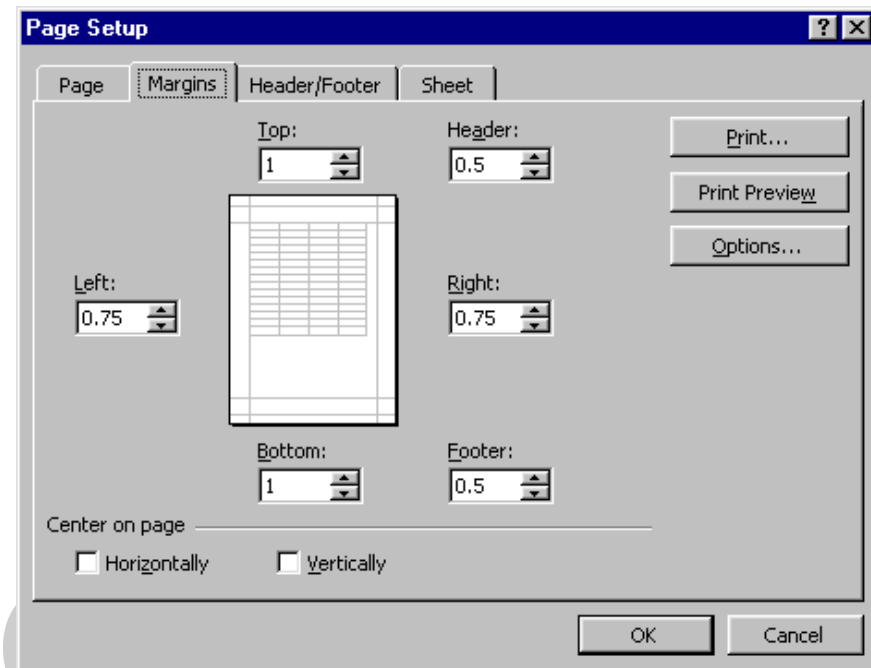 Page Setup
Page Margins Header/Footer Sheet
Top: Header:
1 0.5
Print...
Print Preview
Options...
Left: Right:
0.75 0.75
Bottom: Footer:
1 0.5
Center on page
Horizontally Vertically
OK Cancel